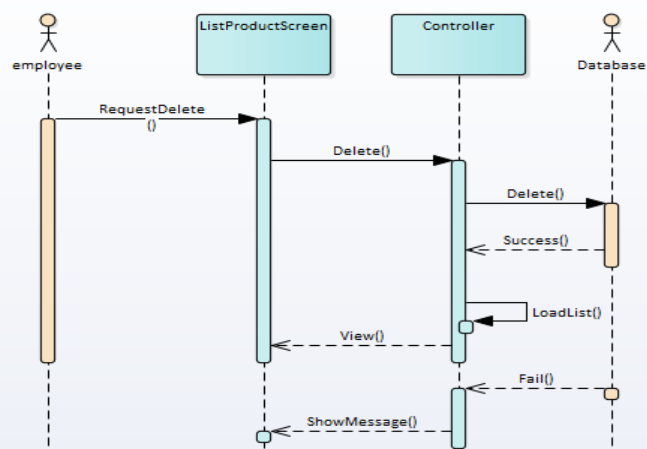 ListProductScreen
Controller
employee
Database
RequestDelete
()
Delete()
Delete()
Success()
LoadList()
View()
Fail()
ShowMessage()